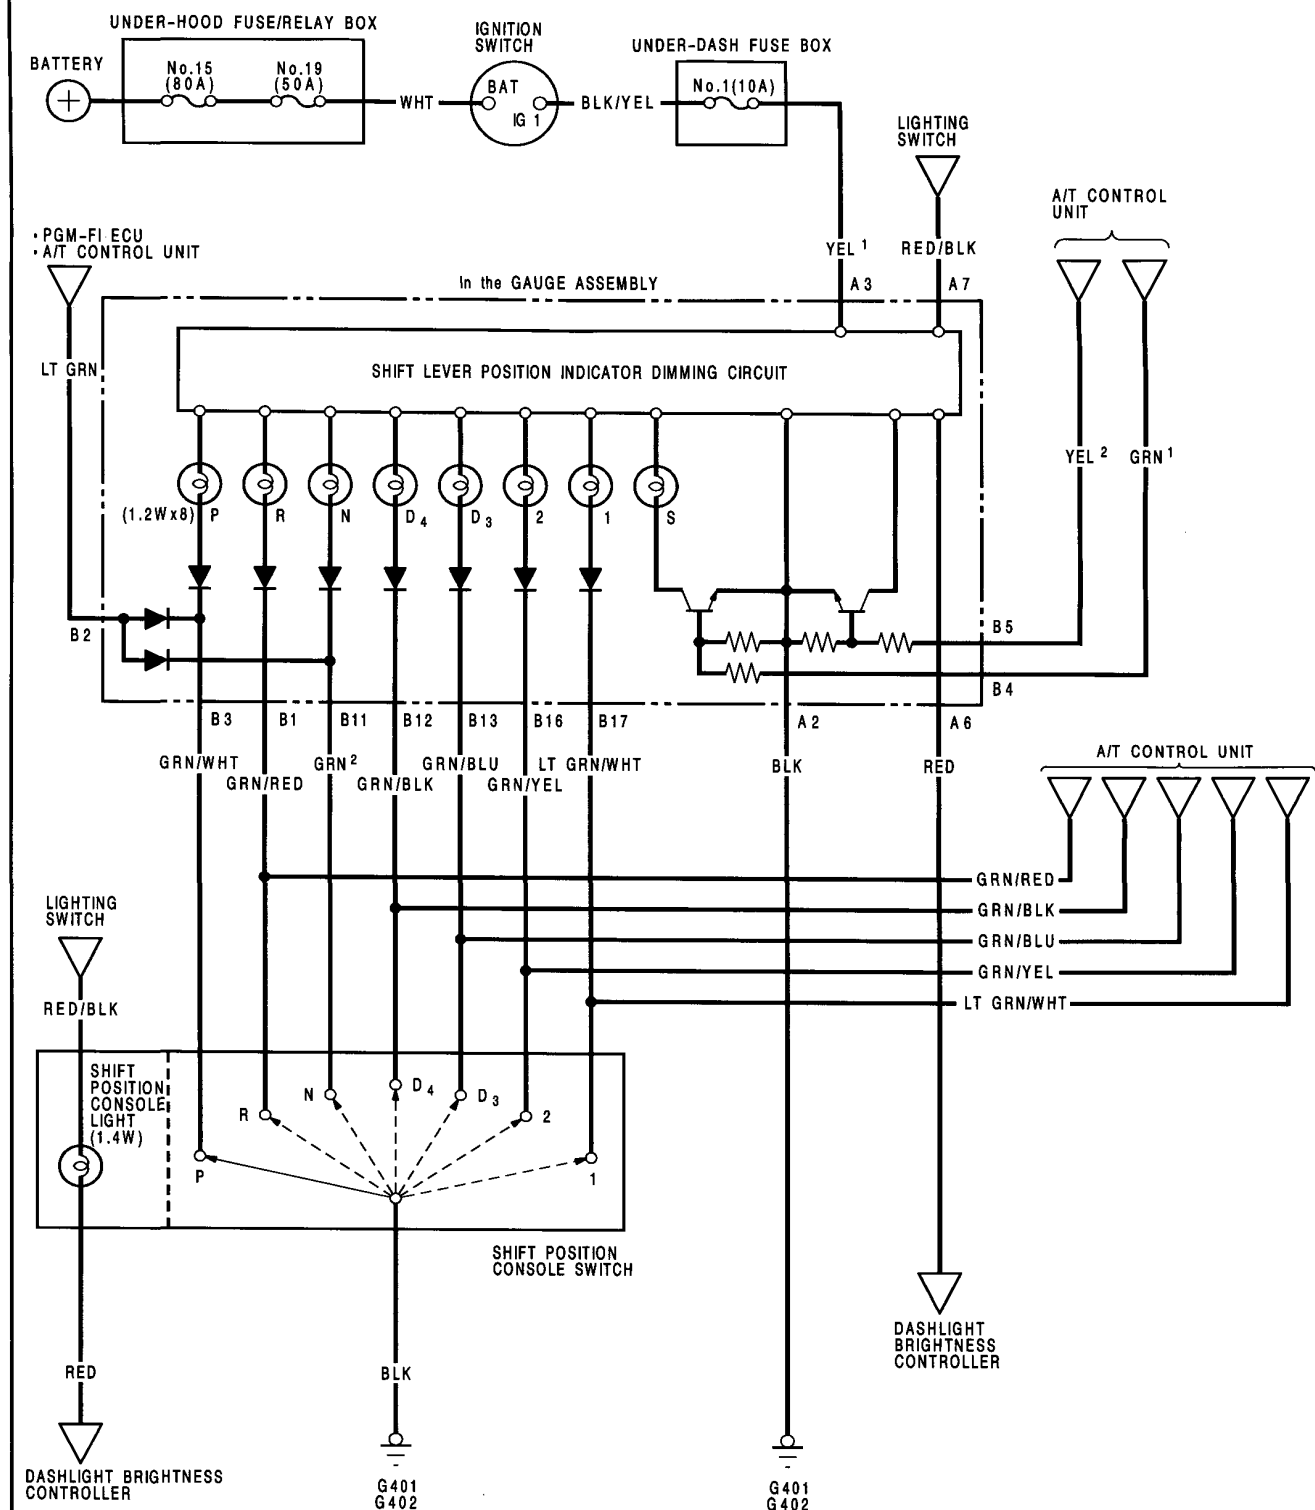 UNDER-HOOD FUSE/RELAY BOX
IGNITION
SWITCH
UNDER-DASH FUSE BOX
BATTERY
No.15
(80A)
No.19
(50A)
WHT
BAT
IG 1
BLK/YEL
No.1(10A)
LIGHTING
SWITCH
A/T CONTROL
UNIT
• PGM-FI ECU
• A/T CONTROL UNIT
YEL 1
RED/BLK
In the GAUGE ASSEMBLY
A3
A7
LT GRN
SHIFT LEVER POSITION INDICATOR DIMMING CIRCUIT
YEL 2
GRN 1
(1.2Wx8)
P
R
N
D4
D3
2
1
S
B2
B5
B4
B3
B1
B11
B12
B13
B16
B17
A2
A6
GRN/WHT
GRN/RED
GRN 2
GRN/BLK
GRN/BLU
GRN/YEL
LT GRN/WHT
BLK
RED
A/T CONTROL UNIT
GRN/RED
GRN/BLK
GRN/BLU
GRN/YEL
LT GRN/WHT
LIGHTING
SWITCH
RED/BLK
SHIFT
POSITION
CONSOLE
LIGHT
(1.4W)
P
R
N
D4
D3
2
1
SHIFT POSITION
CONSOLE SWITCH
RED
BLK
DASHLIGHT
BRIGHTNESS
CONTROLLER
DASHLIGHT BRIGHTNESS
CONTROLLER
G401
G402
G401
G402